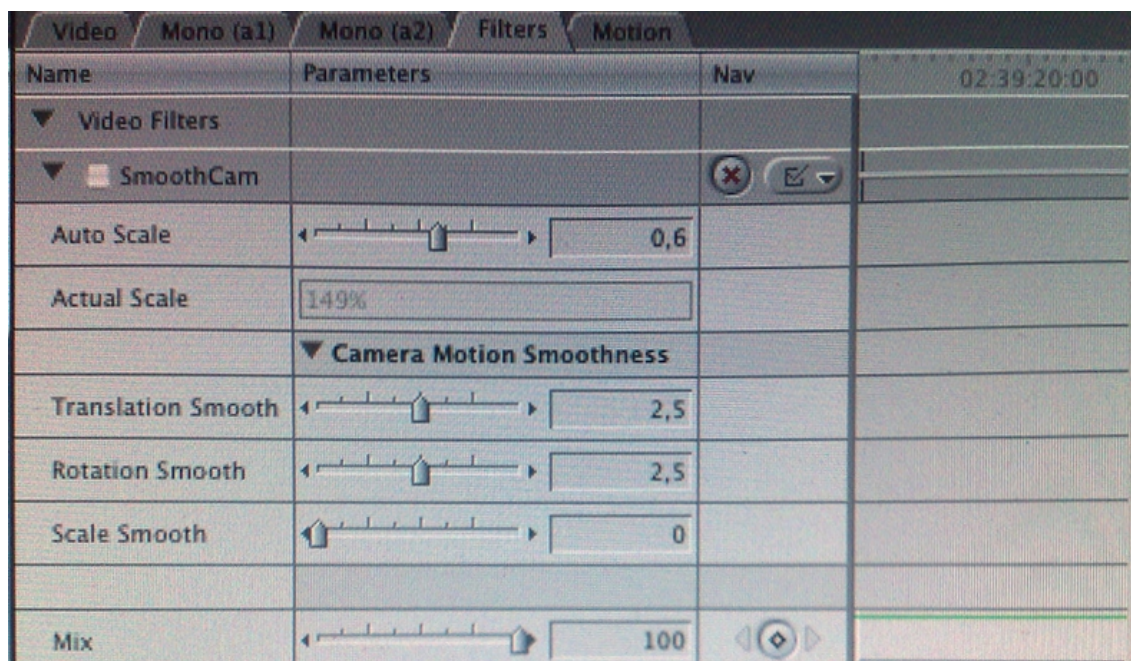 Video Mono (a1) Mono (a2) Filters Motion
Name Parameters Nav 02:39:20:00
Video Filters
SmoothCam
Auto Scale 0,6
Actual Scale 149%
Camera Motion Smoothness
Translation Smooth 2,5
Rotation Smooth 2,5
Scale Smooth 0
Mix 100